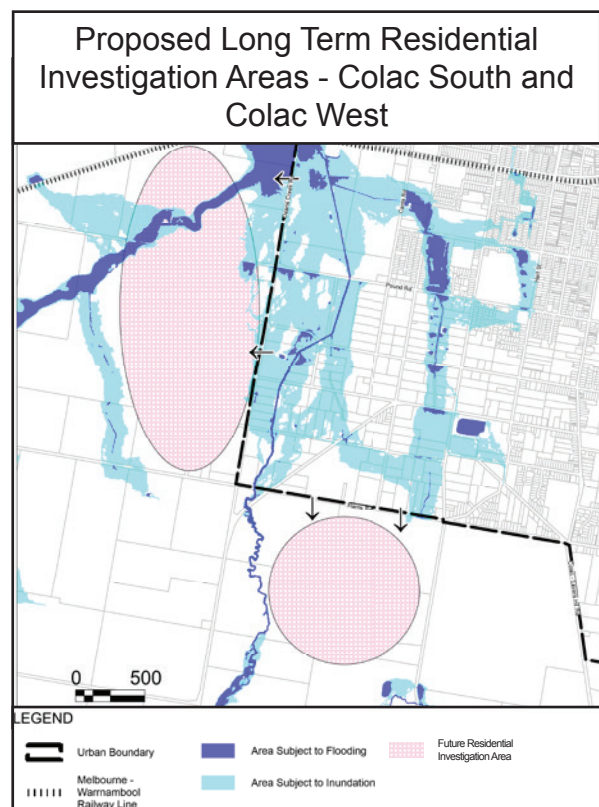 Proposed Long Term Residential
Investigation Areas - Colac South and
Colac West
Pound Rd
0 500
LEGEND
Urban Boundary
Area Subject to Flooding
Future Residential
Investigation Area
Melbourne -
Warrnambool
Railway Line
Area Subject to Inundation